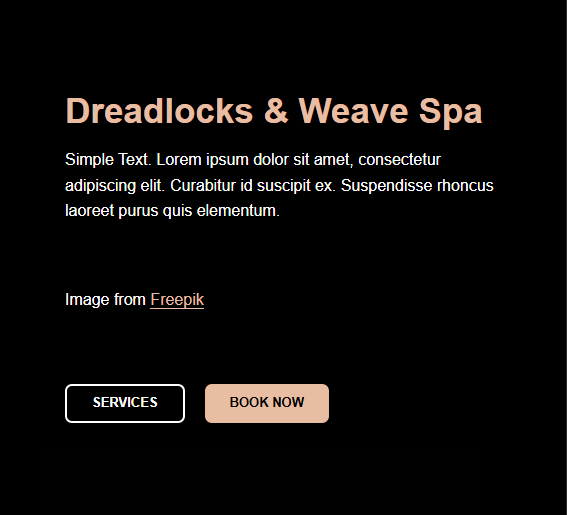 Dreadlocks & Weave Spa
Simple Text. Lorem ipsum dolor sit amet, consectetur
adipiscing elit. Curabitur id suscipit ex. Suspendisse rhoncus
laoreet purus quis elementum.
Image from Freepik
SERVICES
BOOK NOW